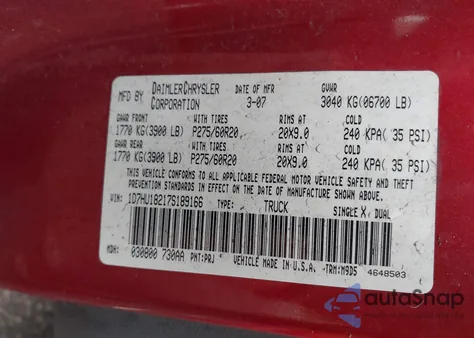 MFD BY DAIMLERCHRYSLER CORPORATION DATE OF MFR 3-07 GVWR 3040 KG(06700 LB)
GAWR FRONT WITH TIRES RIMS AT COLD
1770 KG(3900 LB) P275/60R20 20X9.0 240 KPA( 35 PSI)
GAWR REAR WITH TIRES RIMS AT COLD
1770 KG(3900 LB) P275/60R20 20X9.0 240 KPA( 35 PSI)
THIS VEHICLE CONFORMS TO ALL APPLICABLE FEDERAL MOTOR VEHICLE SAFETY AND
THEFT PREVENTION STANDARDS IN EFFECT ON THE DATE OF MANUFACTURE SHOWN ABOVE.
VIN: 1D7HU18217S189166 TYPE: TRUCK SINGLE X, DUAL
MDH: 030800 730AA PNT:PRJ VEHICLE MADE IN U.S.A. TRM:M9D5 4648503
autoSnap